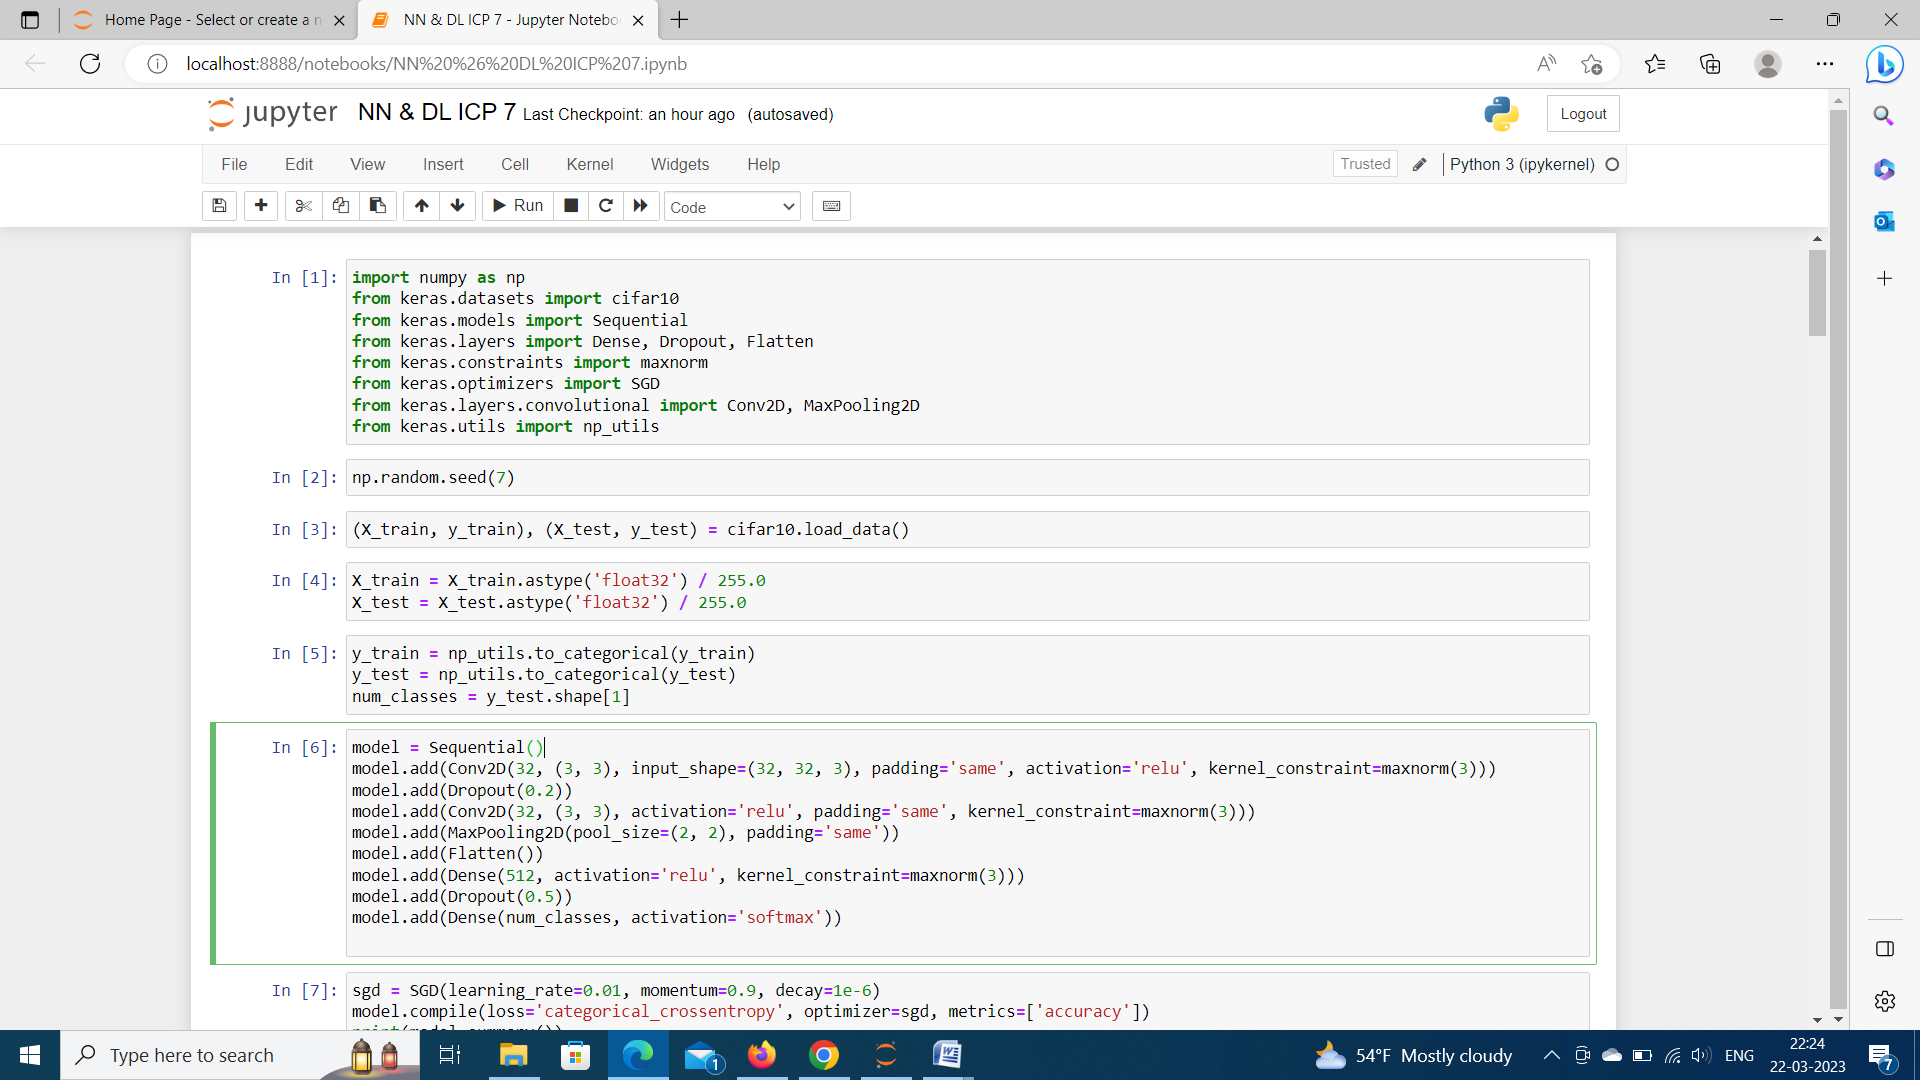 Home Page - Select or create a n
NN & DL ICP 7 - Jupyter Notebo
localhost:8888/notebooks/NN%20%26%20DL%20ICP%207.ipynb
jupyter NN & DL ICP 7 Last Checkpoint: an hour ago (autosaved)
Logout
File Edit View Insert Cell Kernel Widgets Help
Trusted
Python 3 (ipykernel)
Run
Code
In [1]:
import numpy as np
from keras.datasets import cifar10
from keras.models import Sequential
from keras.layers import Dense, Dropout, Flatten
from keras.constraints import maxnorm
from keras.optimizers import SGD
from keras.layers.convolutional import Conv2D, MaxPooling2D
from keras.utils import np_utils
In [2]:
np.random.seed(7)
In [3]:
(X_train, y_train), (X_test, y_test) = cifar10.load_data()
In [4]:
X_train = X_train.astype('float32') / 255.0
X_test = X_test.astype('float32') / 255.0
In [5]:
y_train = np_utils.to_categorical(y_train)
y_test = np_utils.to_categorical(y_test)
num_classes = y_test.shape[1]
In [6]:
model = Sequential()
model.add(Conv2D(32, (3, 3), input_shape=(32, 32, 3), padding='same', activation='relu', kernel_constraint=maxnorm(3)))
model.add(Dropout(0.2))
model.add(Conv2D(32, (3, 3), activation='relu', padding='same', kernel_constraint=maxnorm(3)))
model.add(MaxPooling2D(pool_size=(2, 2), padding='same'))
model.add(Flatten())
model.add(Dense(512, activation='relu', kernel_constraint=maxnorm(3)))
model.add(Dropout(0.5))
model.add(Dense(num_classes, activation='softmax'))
In [7]:
sgd = SGD(learning_rate=0.01, momentum=0.9, decay=1e-6)
model.compile(loss='categorical_crossentropy', optimizer=sgd, metrics=['accuracy'])
print(model.summary())
Type here to search
1
54°F Mostly cloudy
ENG
22:24
22-03-2023
7